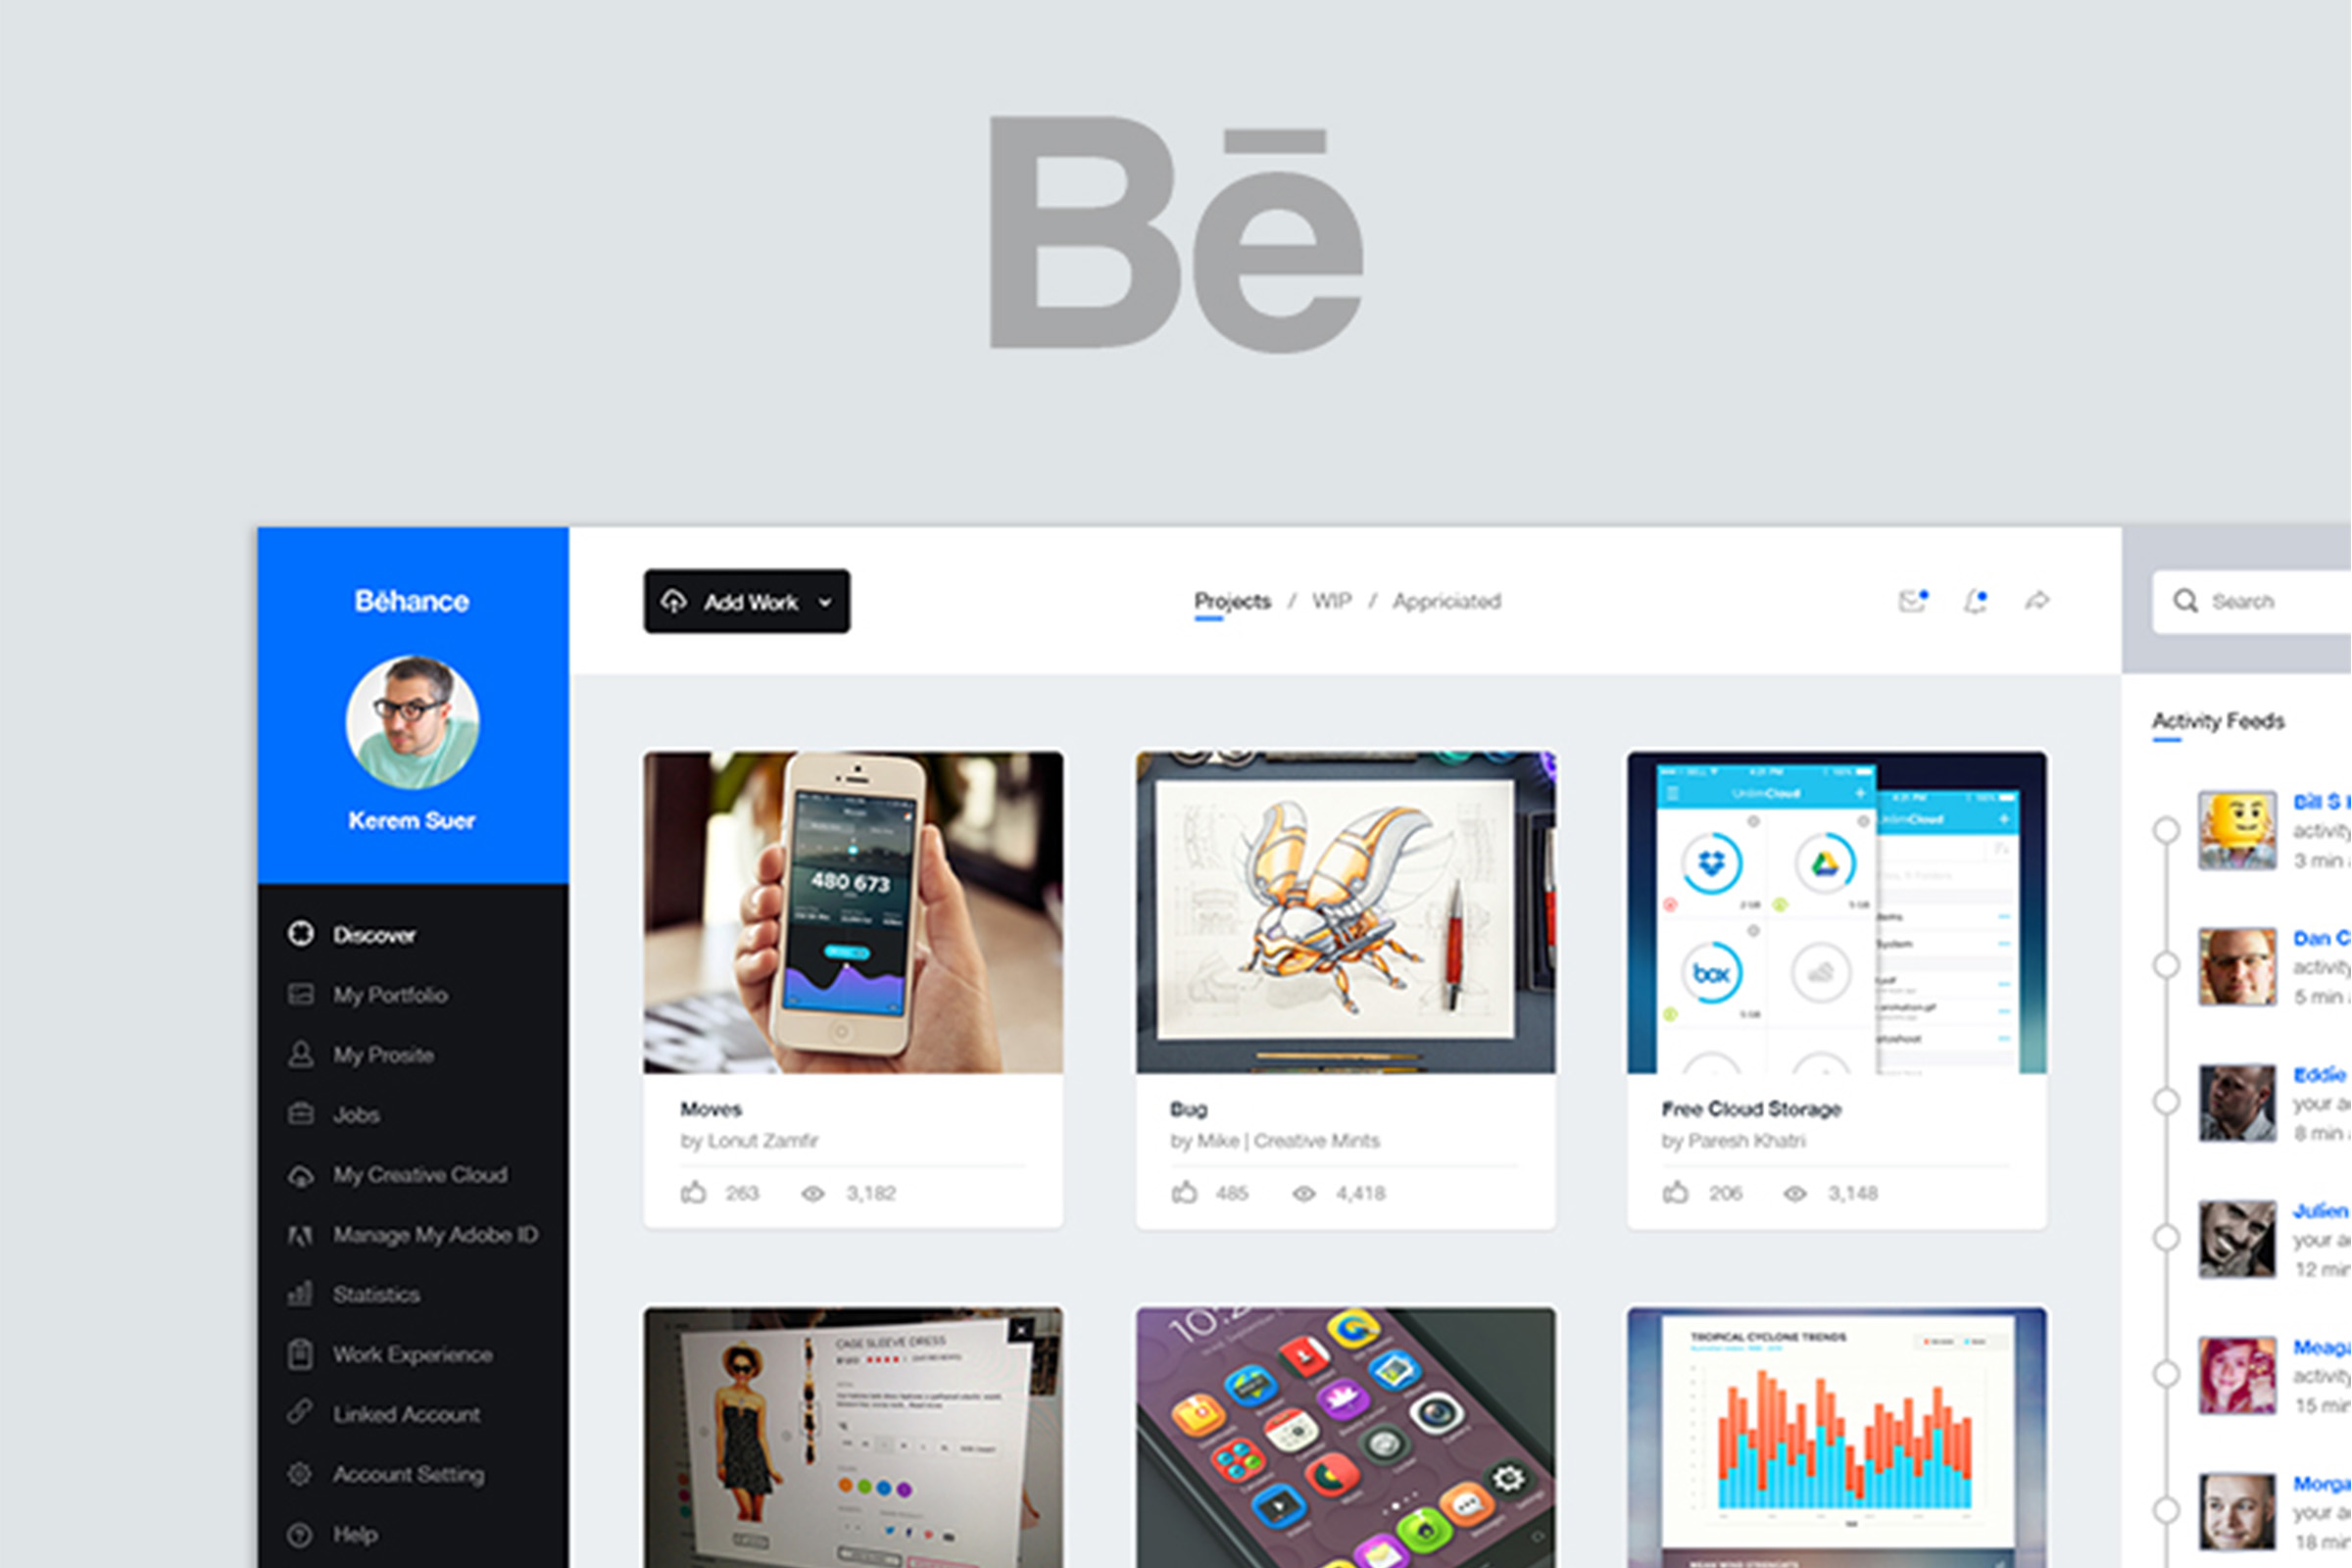 Bē
Bēhance
Kerem Suer
Discover
My Portfolio
My Prosite
Jobs
My Creative Cloud
Manage My Adobe ID
Statistics
Work Experience
Linked Account
Account Setting
Help
Add Work
Projects / WIP / Appriciated
Search
480 673
Moves
by Lonut Zamfir
263 3,182
Bug
by Mike | Creative Mints
485 4,418
UnlimCloud
UnlimCloud
box
Free Cloud Storage
by Paresh Khatri
206 3,148
CAGE SLEEVE DRESS
TROPICAL CYCLONE TRENDS
Activity Feeds
Bill S
activity
3 min
Dan C
activity
5 min
Eddie
your
8 min
Julien
your
12 min
activity
15 min
your
18 min